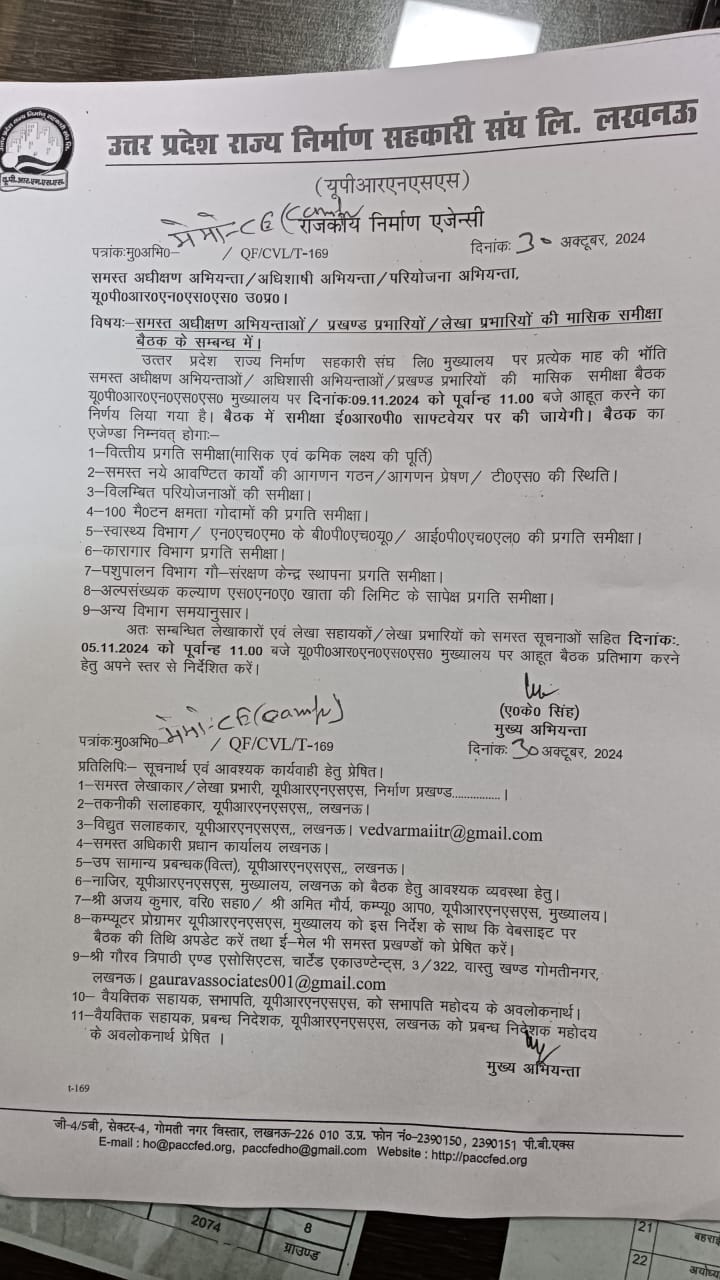 उत्तर प्रदेश राज्य निर्माण सहकारी संघ लि. लखनऊ
यू.पी.आर.एन.एस.एस.
(यूपीआरएनएसएस)
राजकीय निर्माण एजेन्सी
पत्रांक:मु0अभि0– मेमो-CE(Camp) / QF/CVL/T-169 दिनांक: 30 अक्टूबर, 2024
समस्त अधीक्षण अभियन्ता/अधिशाषी अभियन्ता/परियोजना अभियन्ता,
यू0पी0आर0एन0एस0एस0 उ0प्र0।
विषयः– समस्त अधीक्षण अभियन्ताओं/ प्रखण्ड प्रभारियों/लेखा प्रभारियों की मासिक समीक्षा
बैठक के सम्बन्ध में।
उत्तर प्रदेश राज्य निर्माण सहकारी संघ लि0 मुख्यालय पर प्रत्येक माह की भॉति
समस्त अधीक्षण अभियन्ताओं/ अधिशासी अभियन्ताओं/प्रखण्ड प्रभारियों की मासिक समीक्षा बैठक
यू0पी0आर0एन0एस0एस0 मुख्यालय पर दिनांक:09.11.2024 को पूर्वान्ह 11.00 बजे आहूत करने का
निर्णय लिया गया है। बैठक में समीक्षा ई0आर0पी0 साफ्टवेयर पर की जायेगी। बैठक का
एजेण्डा निम्नवत् होगाः–
1–वित्तीय प्रगति समीक्षा(मासिक एवं क्रमिक लक्ष्य की पूर्ति)
2–समस्त नये आवण्टित कार्यो की आगणन गठन/आगणन प्रेषण/ टी0एस0 की स्थिति।
3–विलम्बित परियोजनाओं की समीक्षा।
4–100 मै0टन क्षमता गोदामों की प्रगति समीक्षा।
5–स्वास्थ्य विभाग/ एन0एच0एम0 के बी0पी0एच0यू0/ आई0पी0एच0एल0 की प्रगति समीक्षा।
6–कारागार विभाग प्रगति समीक्षा।
7–पशुपालन विभाग गौ–संरक्षण केन्द्र स्थापना प्रगति समीक्षा।
8–अल्पसंख्यक कल्याण एस0एन0ए0 खाता की लिमिट के सापेक्ष प्रगति समीक्षा।
9–अन्य विभाग समयानुसार।
अतः सम्बन्धित लेखाकारों एवं लेखा सहायकों/लेखा प्रभारियों को समस्त सूचनाओं सहित दिनांक:.
05.11.2024 को पूर्वान्ह 11.00 बजे यू0पी0आर0एन0एस0एस0 मुख्यालय पर आहूत बैठक प्रतिभाग करने
हेतु अपने स्तर से निर्देशित करें।
(ए0के0 सिंह)
मुख्य अभियन्ता
पत्रांक:मु0अभि0– मेमो-CE(Camp) / QF/CVL/T-169 दिनांक: 30 अक्टूबर, 2024
प्रतिलिपिः– सूचनार्थ एवं आवश्यक कार्यवाही हेतु प्रेषित।
1–समस्त लेखाकार/लेखा प्रभारी, यूपीआरएनएसएस, निर्माण प्रखण्ड................।
2–तकनीकी सलाहकार, यूपीआरएनएसएस,, लखनऊ।
3–विद्युत सलाहकार, यूपीआरएनएसएस,, लखनऊ। vedvarmaiitr@gmail.com
4–समस्त अधिकारी प्रधान कार्यालय लखनऊ।
5–उप सामान्य प्रबन्धक(वित्त), यूपीआरएनएसएस,, लखनऊ।
6–नाजिर, यूपीआरएनएसएस, मुख्यालय, लखनऊ को बैठक हेतु आवश्यक व्यवस्था हेतु।
7–श्री अजय कुमार, वरि0 सहा0/ श्री अमित मौर्य, कम्प्यू0 आप0, यूपीआरएनएसएस, मुख्यालय।
8–कम्प्यूटर प्रोग्रामर यूपीआरएनएसएस, मुख्यालय को इस निर्देश के साथ कि वेबसाइट पर
बैठक की तिथि अपडेट करें तथा ई–मेल भी समस्त प्रखण्डों को प्रेषित करें।
9–श्री गौरव त्रिपाठी एण्ड एसोसिएटस, चार्टेड एकाउण्टेन्ट्स, 3/322, वास्तु खण्ड गोमतीनगर,
लखनऊ। gauravassociates001@gmail.com
10– वैयक्तिक सहायक, सभापति, यूपीआरएनएसएस, को सभापति महोदय के अवलोकनार्थ।
11–वैयक्तिक सहायक, प्रबन्ध निदेशक, यूपीआरएनएसएस, लखनऊ को प्रबन्ध निदेशक महोदय
के अवलोकनार्थ प्रेषित ।
मुख्य अभियन्ता
t-169
जी-4/5बी, सेक्टर-4, गोमती नगर विस्तार, लखनऊ-226 010 उ.प्र. फोन नं०-2390150, 2390151 पी.बी.एक्स
E-mail : ho@paccfed.org, paccfedho@gmail.com Website : http://paccfed.org
2074 8
ग्राउण्ड
21 बहराई
22 अयोध्य